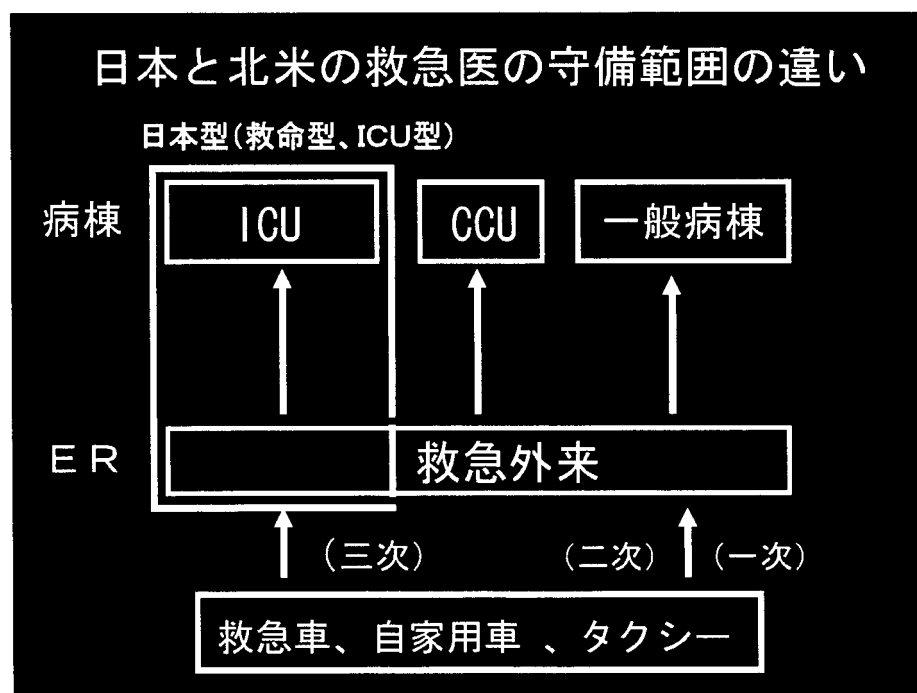 日本と北米の救急医の守備範囲の違い
日本型(救命型、ICU型)
病棟
ICU
CCU
一般病棟
ER
救急外来
(三次)
(二次)
(一次)
救急車、自家用車、タクシー